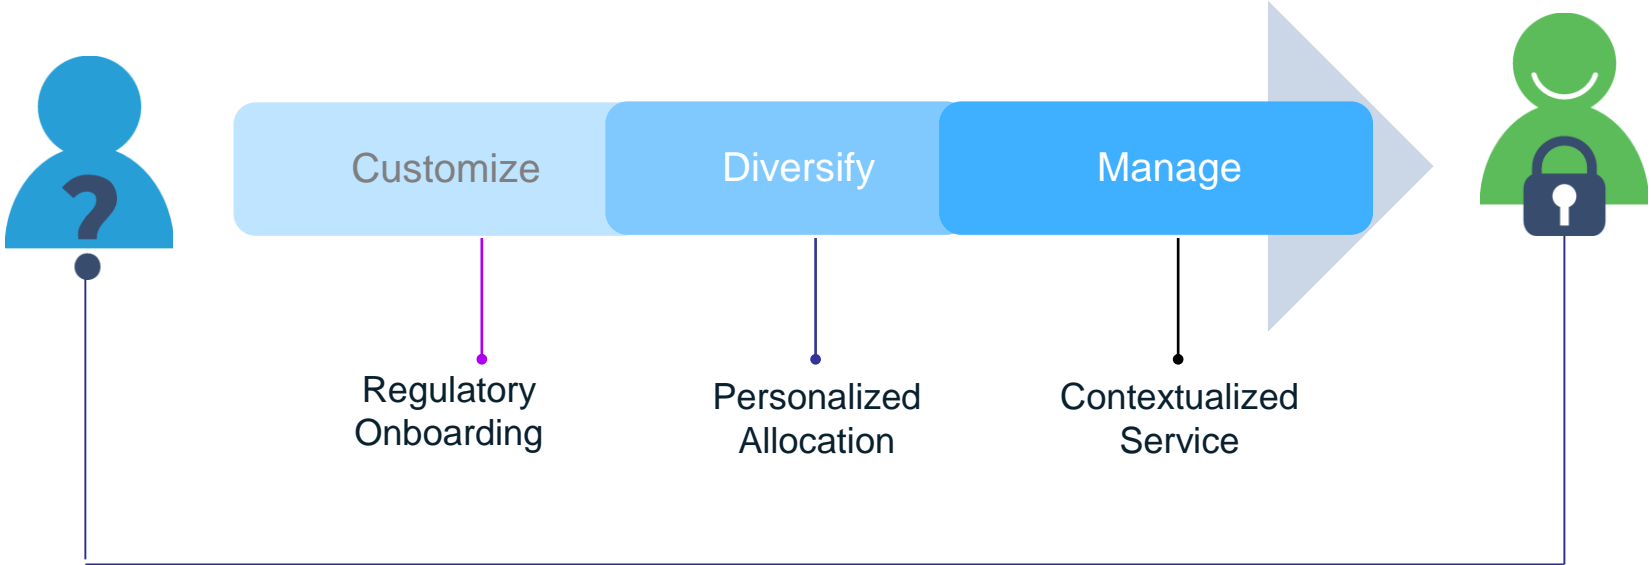 Customize
Diversify
Manage
?
Regulatory
Onboarding
Personalized
Allocation
Contextualized
Service